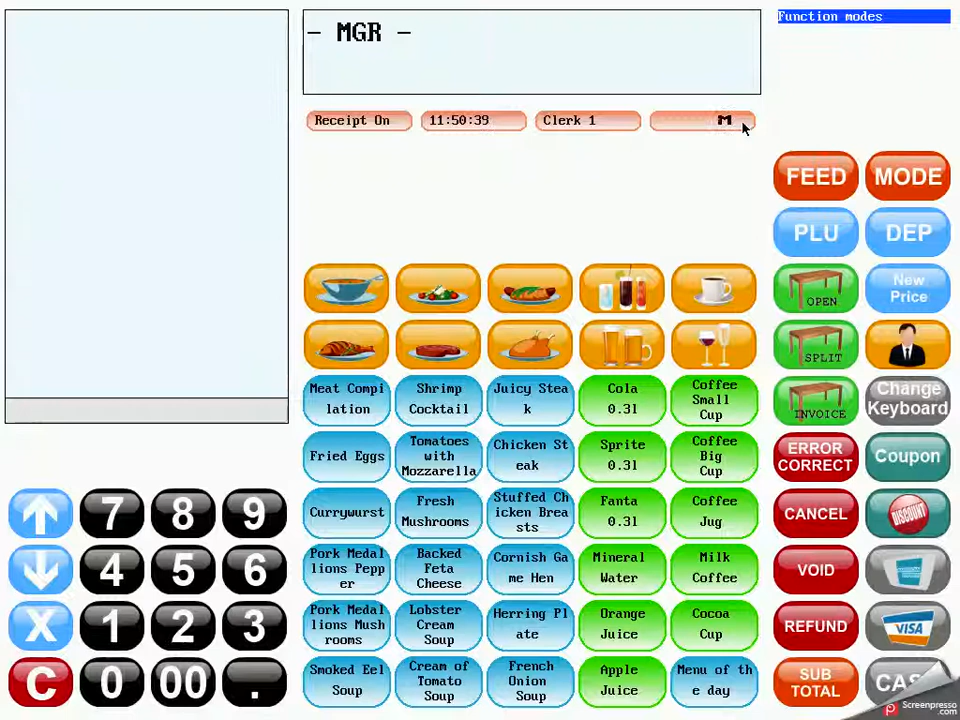 - MGR -
Function modes
Receipt On
11:50:39
Clerk 1
M
FEED
MODE
PLU
DEP
OPEN
New
Price
SPLIT
INVOICE
Change
Keyboard
ERROR
CORRECT
Coupon
CANCEL
DISCOUNT
VOID
REFUND
VISA
SUB
TOTAL
CAS
Meat Compi
lation
Shrimp
Cocktail
Juicy Stea
k
Cola
0.3l
Coffee
Small
Cup
Fried Eggs
Tomatoes
with
Mozzarella
Chicken St
eak
Sprite
0.3l
Coffee
Big
Cup
Currywurst
Fresh
Mushrooms
Stuffed Ch
icken Brea
sts
Fanta
0.3l
Coffee
Jug
Pork Medal
lions Pepp
er
Backed
Feta
Cheese
Cornish Ga
me Hen
Mineral
Water
Milk
Coffee
Pork Medal
lions Mush
rooms
Lobster
Cream
Soup
Herring Pl
ate
Orange
Juice
Cocoa
Cup
Smoked Eel
Soup
Cream of
Tomato
Soup
French
Onion
Soup
Apple
Juice
Menu of th
e day
7 8 9
4 5 6
X 1 2 3
C 0 00 .
Screenpresso
.com